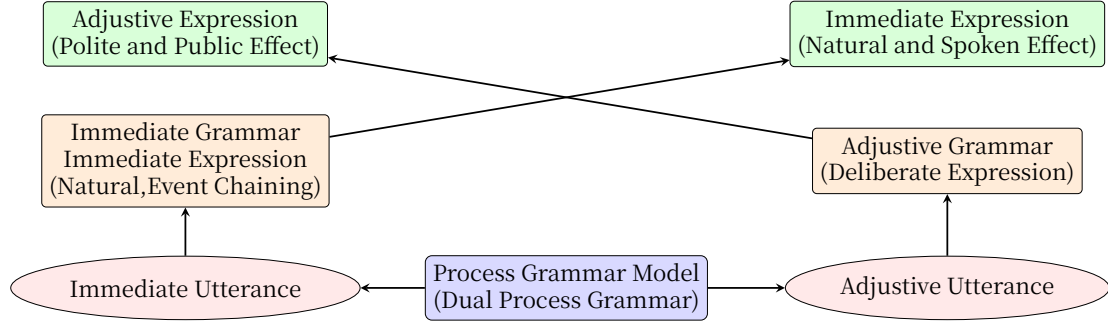 Adjustive Expression
(Polite and Public Effect)
Immediate Expression
(Natural and Spoken Effect)
Immediate Grammar
Immediate Expression
(Natural,Event Chaining)
Adjustive Grammar
(Deliberate Expression)
Immediate Utterance
Process Grammar Model
(Dual Process Grammar)
Adjustive Utterance